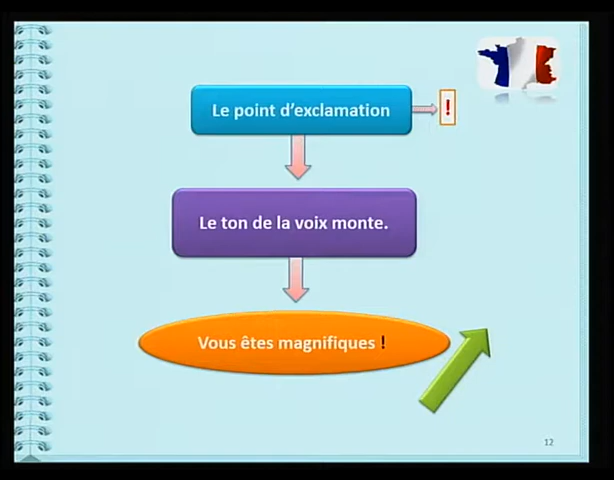 Le point d'exclamation
!
Le ton de la voix monte.
Vous êtes magnifiques !
12